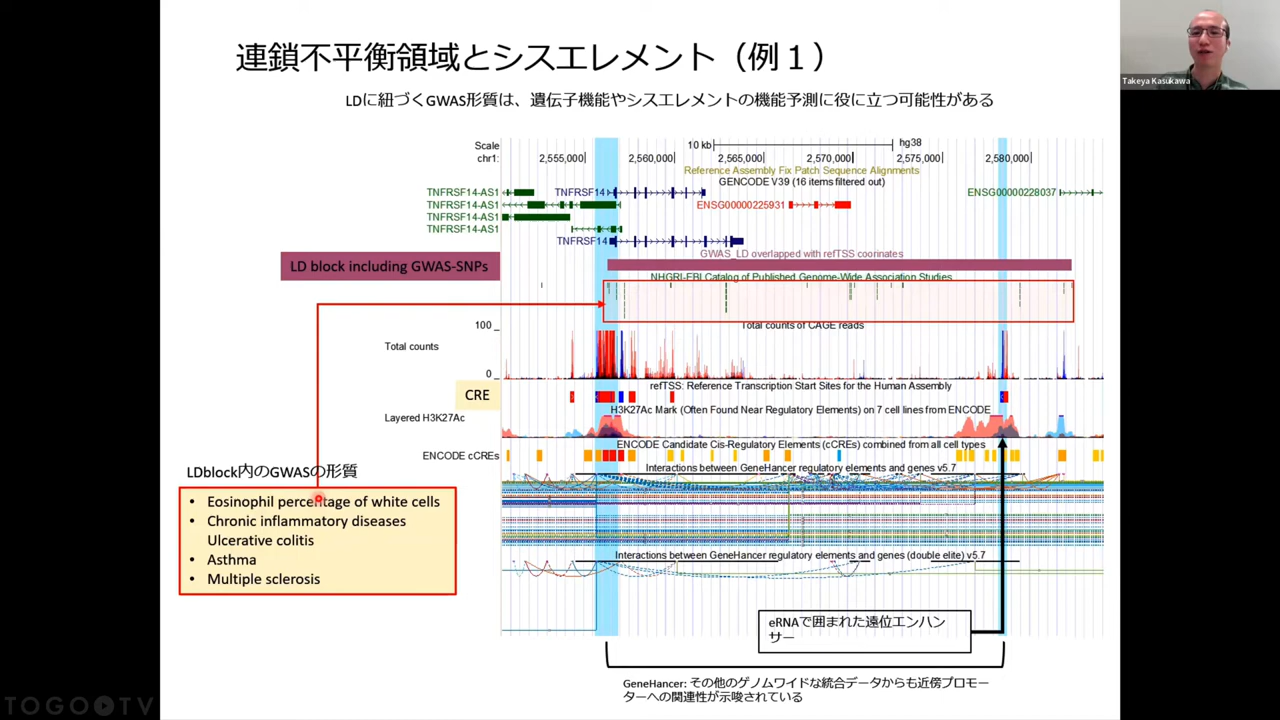 連鎖不平衡領域とシスエレメント（例１）
Takeya Kasukawa
LDに紐づくGWAS形質は、遺伝子機能やシスエレメントの機能予測に役に立つ可能性がある
Scale
10 kb
hg38
chr1:
2,555,000
2,560,000
2,565,000
2,570,000
2,575,000
2,580,000
Reference Assembly Fix Patch Sequence Alignments
GENCODE V39 (16 items filtered out)
TNFRSF14-AS1
TNFRSF14
ENSG00000228037
TNFRSF14-AS1
ENSG00000225931
TNFRSF14-AS1
TNFRSF14-AS1
TNFRSF14
GWAS_LD overlapped with refTSS coorinates
LD block including GWAS-SNPs
NHGRI-EBI Catalog of Published Genome-Wide Association Studies
Total counts of CAGE reads
100
Total counts
0
refTSS: Reference Transcription Start Sites for the Human Assembly
CRE
H3K27Ac Mark (Often Found Near Regulatory Elements) on 7 cell lines from ENCODE
Layered H3K27Ac
ENCODE Candidate Cis-Regulatory Elements (cCREs) combined from all cell types
ENCODE cCREs
Interactions between GeneHancer regulatory elements and genes v5.7
LDblock内のGWASの形質
• Eosinophil percentage of white cells
• Chronic inflammatory diseases
Ulcerative colitis
• Asthma
• Multiple sclerosis
Interactions between GeneHancer regulatory elements and genes (double elite) v5.7
eRNAで囲まれた遠位エンハン
サー
GeneHancer: その他のゲノムワイドな統合データからも近傍プロモー
ターへの関連性が示唆されている
TOGOTV